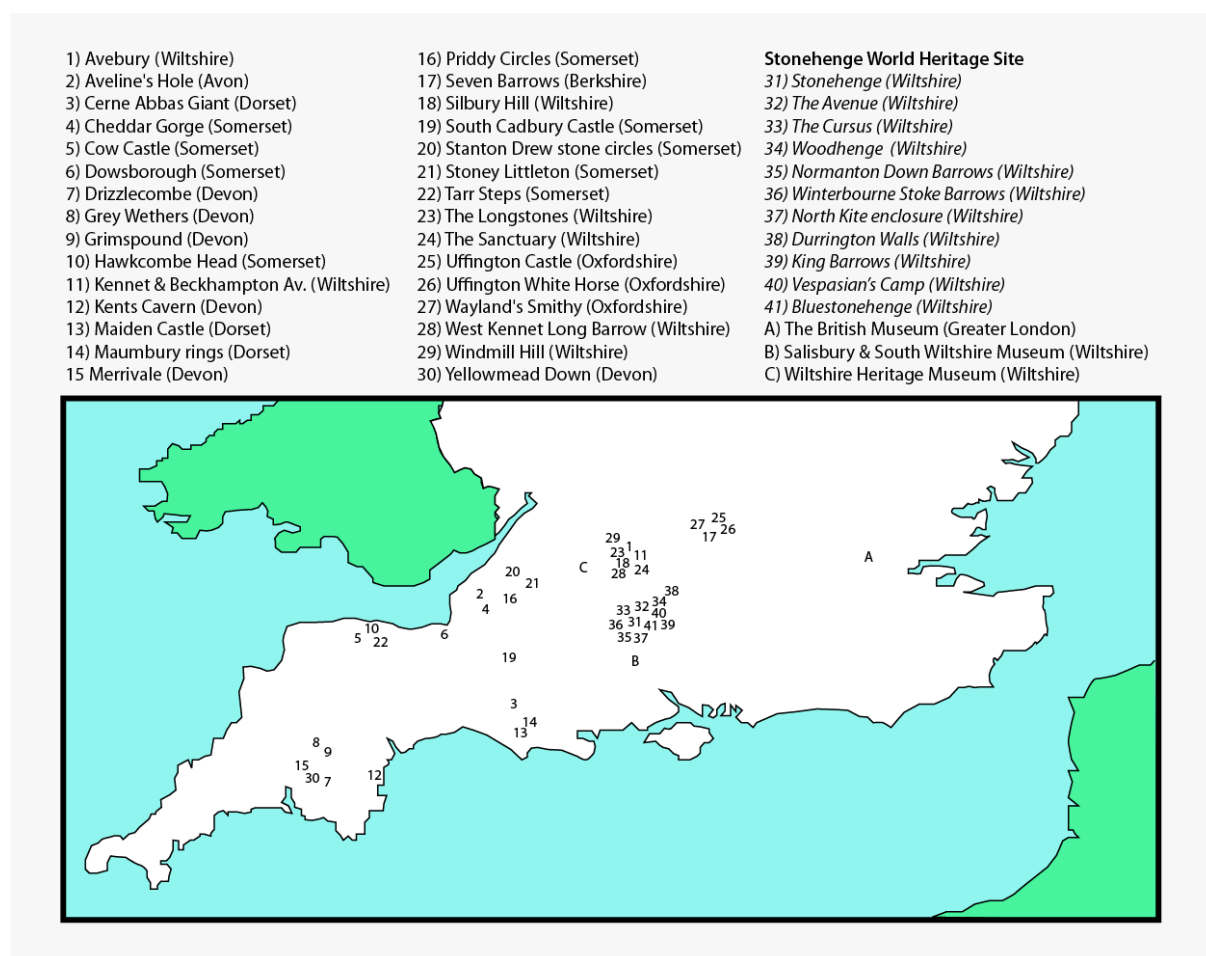 1) Avebury (Wiltshire)
2) Aveline's Hole (Avon)
3) Cerne Abbas Giant (Dorset)
4) Cheddar Gorge (Somerset)
5) Cow Castle (Somerset)
6) Dowsborough (Somerset)
7) Drizzlecombe (Devon)
8) Grey Wethers (Devon)
9) Grimspound (Devon)
10) Hawkcombe Head (Somerset)
11) Kennet & Beckhampton Av. (Wiltshire)
12) Kents Cavern (Devon)
13) Maiden Castle (Dorset)
14) Maumbury rings (Dorset)
15 Merrivale (Devon)
16) Priddy Circles (Somerset)
17) Seven Barrows (Berkshire)
18) Silbury Hill (Wiltshire)
19) South Cadbury Castle (Somerset)
20) Stanton Drew stone circles (Somerset)
21) Stoney Littleton (Somerset)
22) Tarr Steps (Somerset)
23) The Longstones (Wiltshire)
24) The Sanctuary (Wiltshire)
25) Uffington Castle (Oxfordshire)
26) Uffington White Horse (Oxfordshire)
27) Wayland's Smithy (Oxfordshire)
28) West Kennet Long Barrow (Wiltshire)
29) Windmill Hill (Wiltshire)
30) Yellowmead Down (Devon)
Stonehenge World Heritage Site
31) Stonehenge (Wiltshire)
32) The Avenue (Wiltshire)
33) The Cursus (Wiltshire)
34) Woodhenge (Wiltshire)
35) Normanton Down Barrows (Wiltshire)
36) Winterbourne Stoke Barrows (Wiltshire)
37) North Kite enclosure (Wiltshire)
38) Durrington Walls (Wiltshire)
39) King Barrows (Wiltshire)
40) Vespasian’s Camp (Wiltshire)
41) Bluestonehenge (Wiltshire)
A) The British Museum (Greater London)
B) Salisbury & South Wiltshire Museum (Wiltshire)
C) Wiltshire Heritage Museum (Wiltshire)
25
27
26
17
29
1
23
11
18
24
28
C
A
20
21
2
16
4
38
34
32
33
40
31
36
41
39
35
37
B
10
5
22
6
19
3
14
13
8
9
15
30
7
12